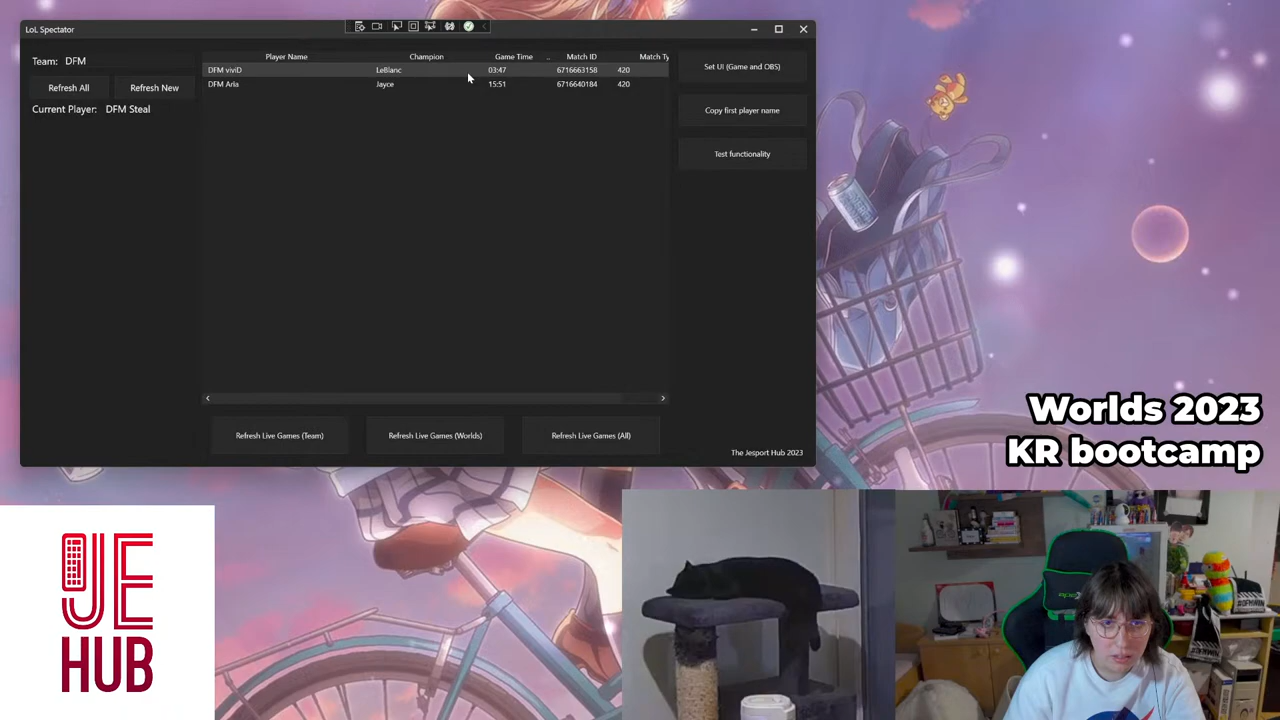 LoL Spectator
Team: DFM
Refresh All
Refresh New
Current Player: DFM Steal
Player Name Champion Game Time .. Match ID Match Ty
DFM viviD LeBlanc 03:47 6716663158 420
DFM Aria Jayce 15:51 6716640184 420
Set UI (Game and OBS)
Copy first player name
Test functionality
Refresh Live Games (Team)
Refresh Live Games (Worlds)
Refresh Live Games (All)
The Jesport Hub 2023
Worlds 2023
KR bootcamp
JE
HUB